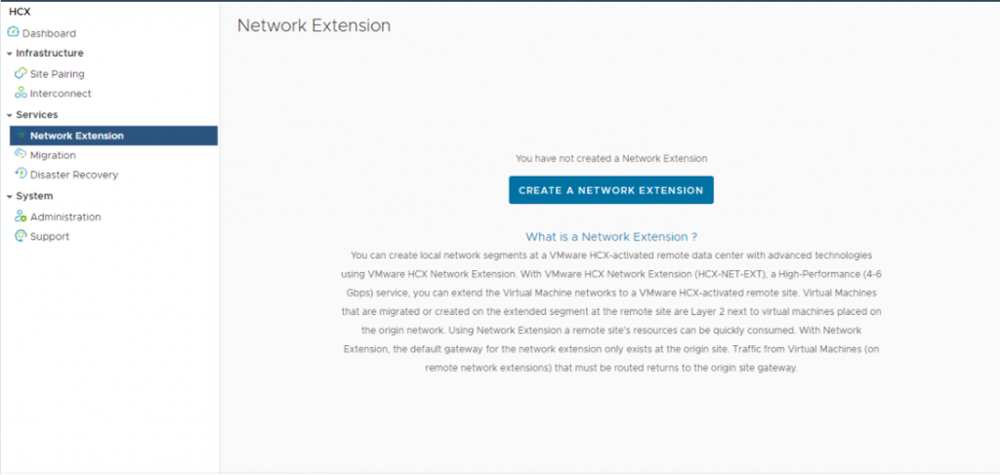 HCX
Dashboard
Infrastructure
Site Pairing
Interconnect
Services
Network Extension
Migration
Disaster Recovery
System
Administration
Support
Network Extension
You have not created a Network Extension
CREATE A NETWORK EXTENSION
What is a Network Extension ?
You can create local network segments at a VMware HCX-activated remote data center with advanced technologies
using VMware HCX Network Extension. With VMware HCX Network Extension (HCX-NET-EXT), a High-Performance (4-6
Gbps) service, you can extend the Virtual Machine networks to a VMware HCX-activated remote site. Virtual Machines
that are migrated or created on the extended segment at the remote site are Layer 2 next to virtual machines placed on
the origin network. Using Network Extension a remote site's resources can be quickly consumed. With Network
Extension, the default gateway for the network extension only exists at the origin site. Traffic from Virtual Machines (on
remote network extensions) that must be routed returns to the origin site gateway.